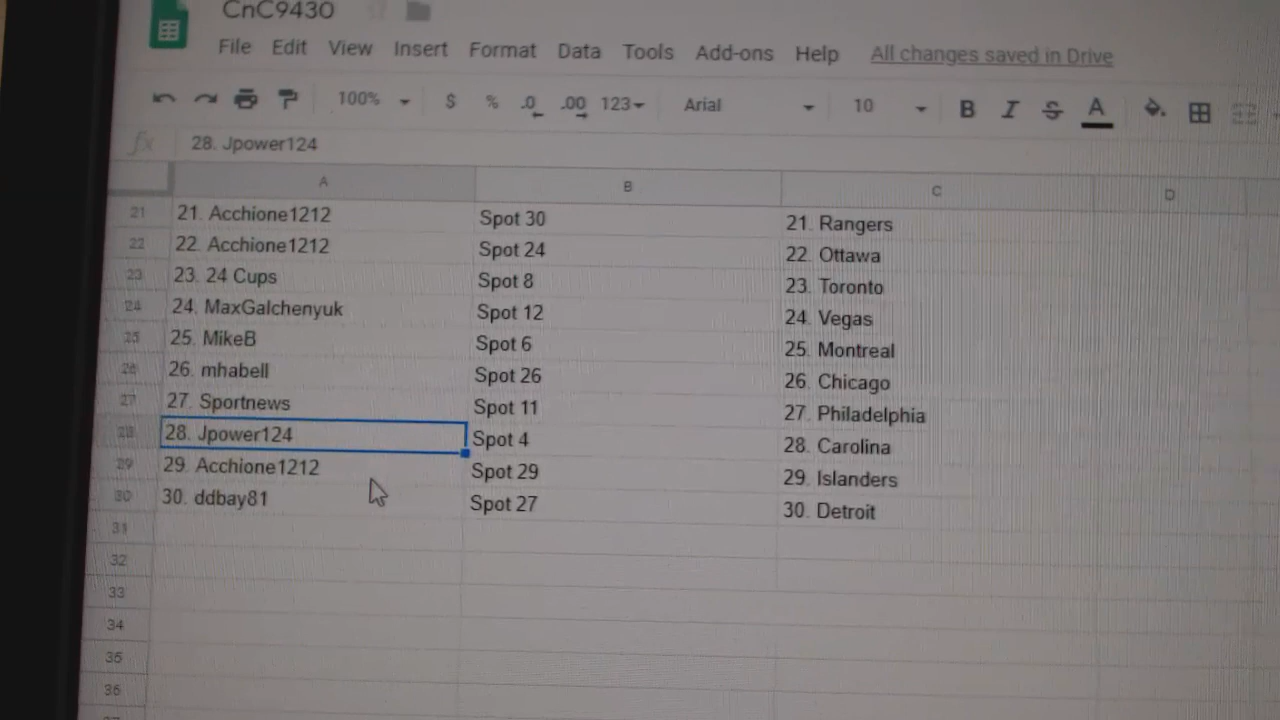 CnC9430
File Edit View Insert Format Data Tools Add-ons Help All changes saved in Drive
100% $ % .0 .00 123 Arial 10 B I S A
fx 28. Jpower124
A B C D
21 21. Acchione1212 Spot 30 21. Rangers
22 22. Acchione1212 Spot 24 22. Ottawa
23 23. 24 Cups Spot 8 23. Toronto
24 24. MaxGalchenyuk Spot 12 24. Vegas
25 25. MikeB Spot 6 25. Montreal
26 26. mhabell Spot 26 26. Chicago
27 27. Sportnews Spot 11 27. Philadelphia
28 28. Jpower124 Spot 4 28. Carolina
29 29. Acchione1212 Spot 29 29. Islanders
30 30. ddbay81 Spot 27 30. Detroit
31
32
33
34
35
36